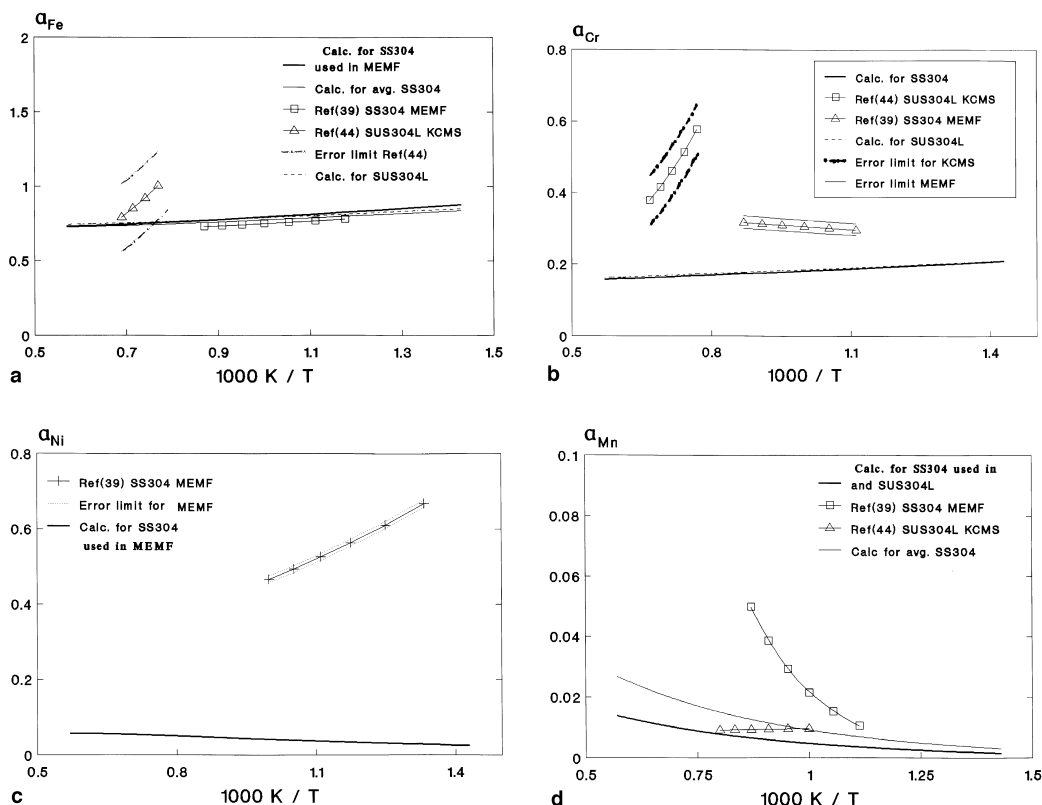 αFe
2
1.5
1
0.5
0
0.5
0.7
0.9
1.1
1.3
1.5
1000 K / T
a
Calc. for SS304
used in MEMF
Calc. for avg. SS304
Ref(39) SS304 MEMF
Ref(44) SUS304L KCMS
Error limit Ref(44)
Calc. for SUS304L
αCr
0.8
0.6
0.4
0.2
0
0.5
0.8
1.1
1.4
1000 / T
b
Calc. for SS304
Ref(44) SUS304L KCMS
Ref(39) SS304 MEMF
Calc. for SUS304L
Error limit for KCMS
Error limit MEMF
αNi
0.8
0.6
0.4
0.2
0
0.5
0.8
1.1
1.4
1000 K / T
c
Ref(39) SS304 MEMF
Error limit for MEMF
Calc. for SS304
used in MEMF
αMn
0.1
0.08
0.06
0.04
0.02
0
0.5
0.75
1
1.25
1.5
1000 K / T
d
Calc. for SS304 used in
and SUS304L
Ref(39) SS304 MEMF
Ref(44) SUS304L KCMS
Calc for avg. SS304